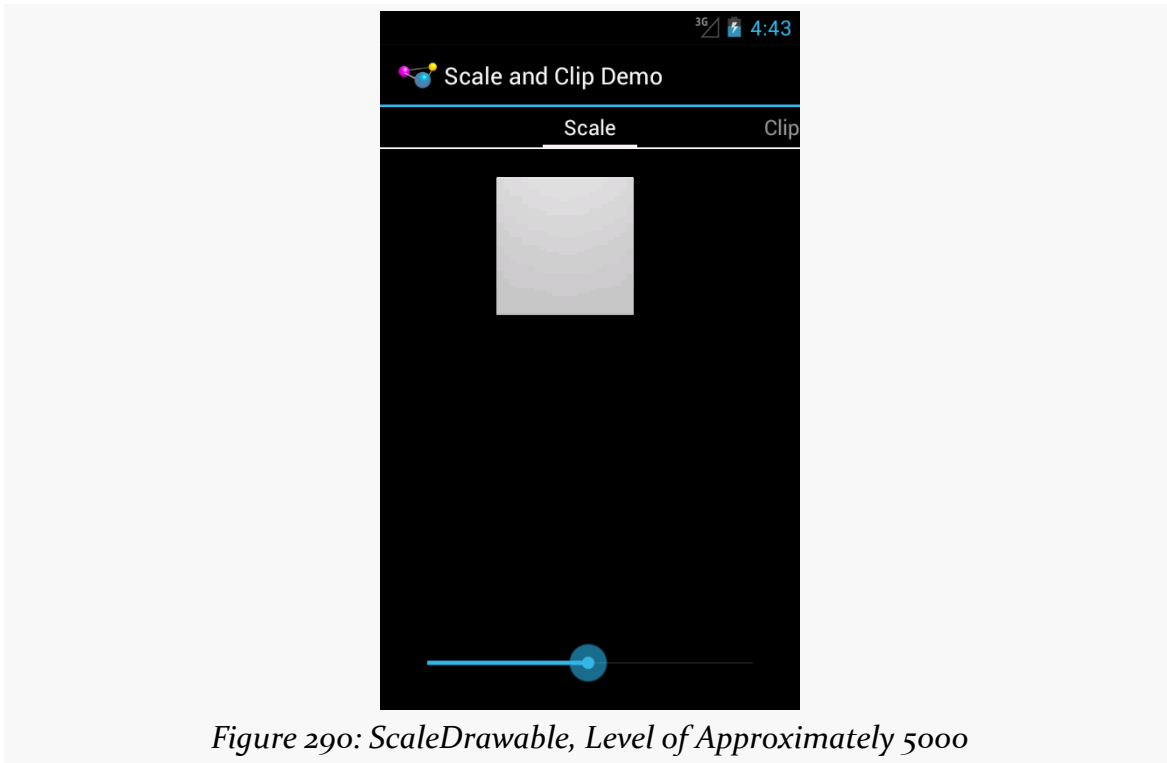 3G 4:43
Scale and Clip Demo
Scale Clip
Figure 290: ScaleDrawable, Level of Approximately 5000